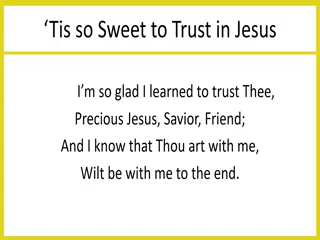 ‘Tis so Sweet to Trust in Jesus
I’m so glad I learned to trust Thee,
Precious Jesus, Savior, Friend;
And I know that Thou art with me,
Wilt be with me to the end.